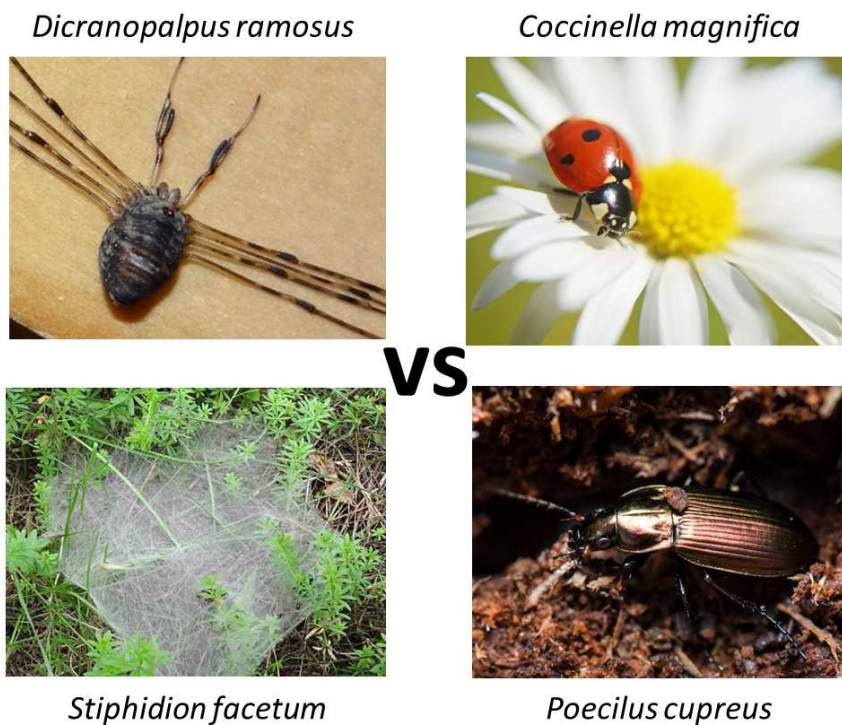 Dicranopalpus ramosus
Coccinella magnifica
VS
Stiphidion facetum
Poecilus cupreus